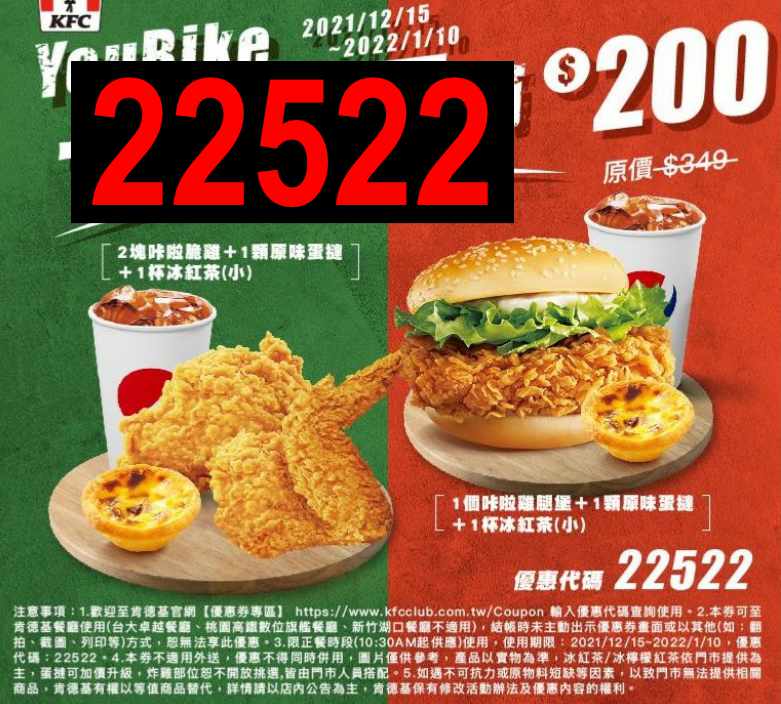 KFC
YouBike
2021/12/15
~2022/1/10
$200
22522
原價 $349
2塊咔啦脆雞+1顆原味蛋撻
+1杯冰紅茶(小)
1個咔啦雞腿堡+1顆原味蛋撻
+1杯冰紅茶(小)
優惠代碼 22522
注意事項:1.歡迎至肯德基官網【優惠券專區】 https://www.kfcclub.com.tw/Coupon 輸入優惠代碼查詢使用。2.本券可至
肯德基餐廳使用(台大卓越餐廳、桃園高鐵數位旗艦餐廳、新竹湖口餐廳不適用),結帳時未主動出示優惠券畫面或以其他(如:翻
拍、截圖、列印等)方式,恕無法享此優惠。3.限正餐時段(10:30AM起供應)使用,使用期限:2021/12/15~2022/1/10,優惠
代碼:22522。4.本券不適用外送,優惠不得同時併用,圖片僅供參考,產品以實物為準,冰紅茶/冰檸檬紅茶依門市提供為
主,蛋撻可加價升級,炸雞部位恕不開放挑選,皆由門市人員搭配。5.如遇不可抗力或原物料短缺等因素,以致門市無法提供相關
商品,肯德基有權以等值商品替代,詳情請以店內公告為主,肯德基保有修改活動辦法及優惠內容的權利。